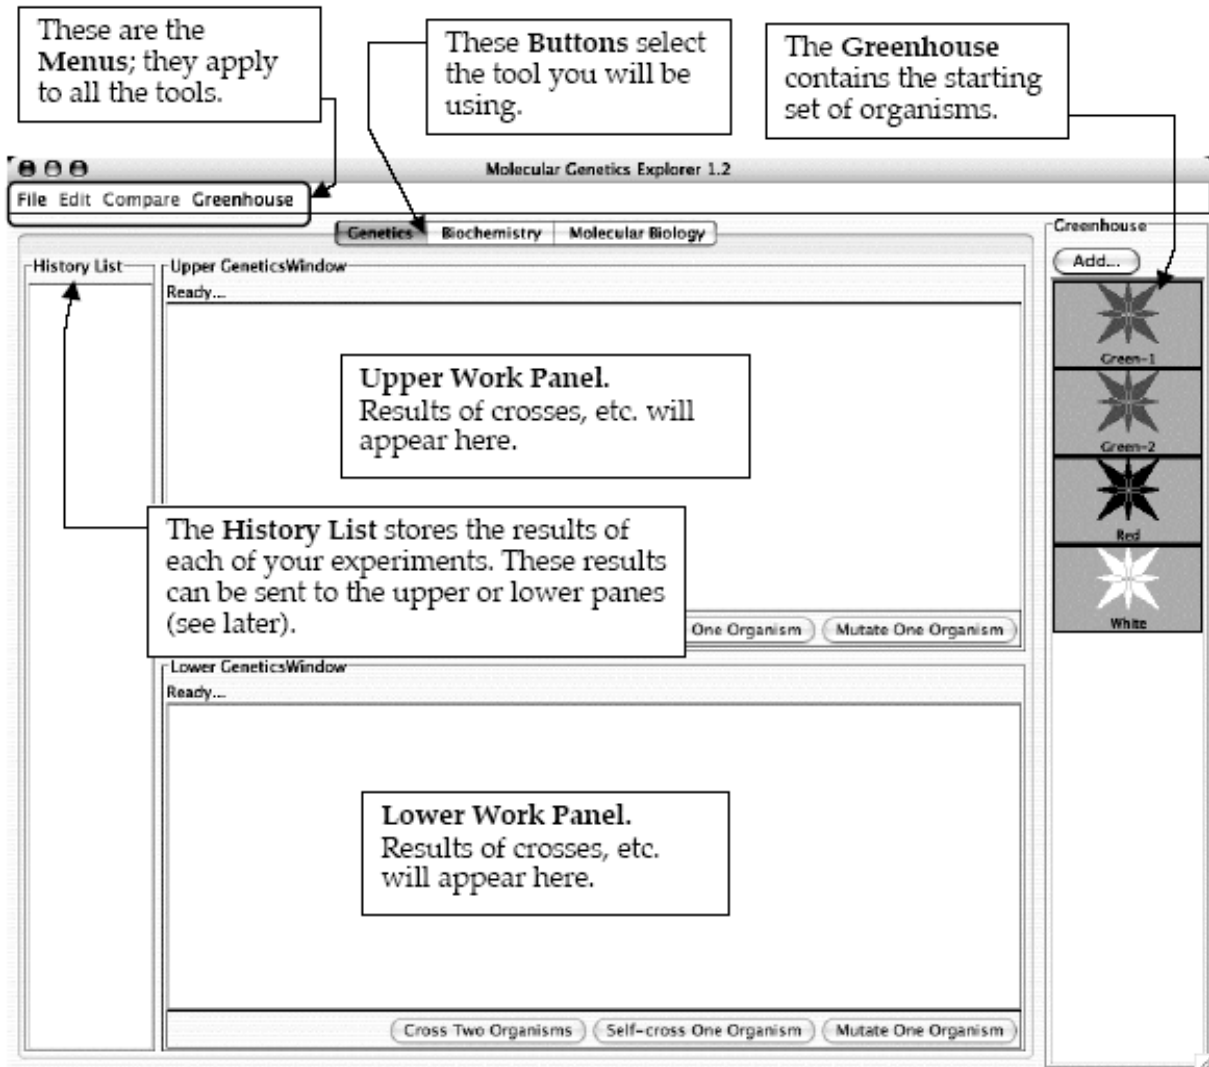 These are the
Menus; they apply
to all the tools.
These Buttons select
the tool you will be
using.
The Greenhouse
contains the starting
set of organisms.
Molecular Genetics Explorer 1.2
File Edit Compare Greenhouse
Genetics Biochemistry Molecular Biology
Greenhouse
Add...
History List
Upper GeneticsWindow
Ready...
Green-1
Green-2
Red
White
Upper Work Panel.
Results of crosses, etc. will
appear here.
The History List stores the results of
each of your experiments. These results
can be sent to the upper or lower panes
(see later).
One Organism Mutate One Organism
Lower GeneticsWindow
Ready...
Lower Work Panel.
Results of crosses, etc.
will appear here.
Cross Two Organisms Self-cross One Organism Mutate One Organism